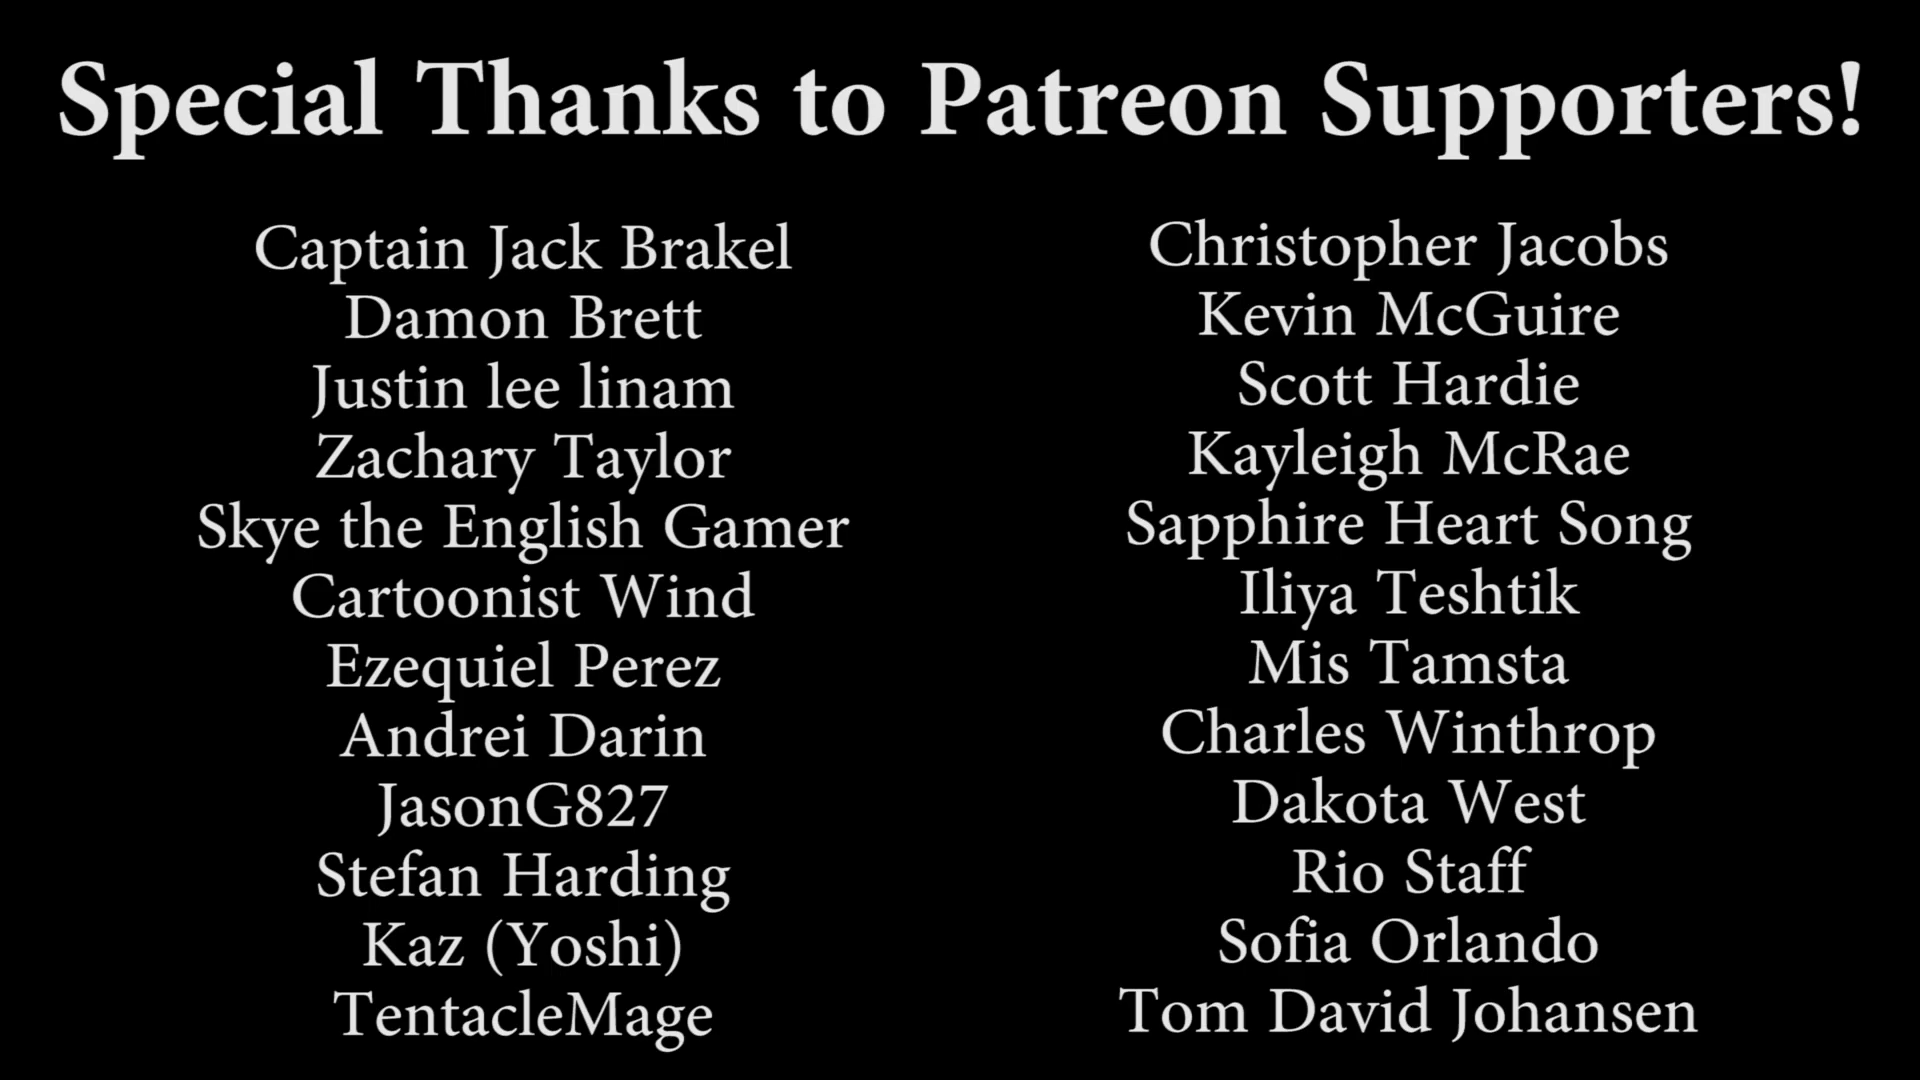 Special Thanks to Patreon Supporters!
Captain Jack Brakel
Damon Brett
Justin lee linam
Zachary Taylor
Skye the English Gamer
Cartoonist Wind
Ezequiel Perez
Andrei Darin
JasonG827
Stefan Harding
Kaz (Yoshi)
TentacleMage
Christopher Jacobs
Kevin McGuire
Scott Hardie
Kayleigh McRae
Sapphire Heart Song
Iliya Teshtik
Mis Tamsta
Charles Winthrop
Dakota West
Rio Staff
Sofia Orlando
Tom David Johansen